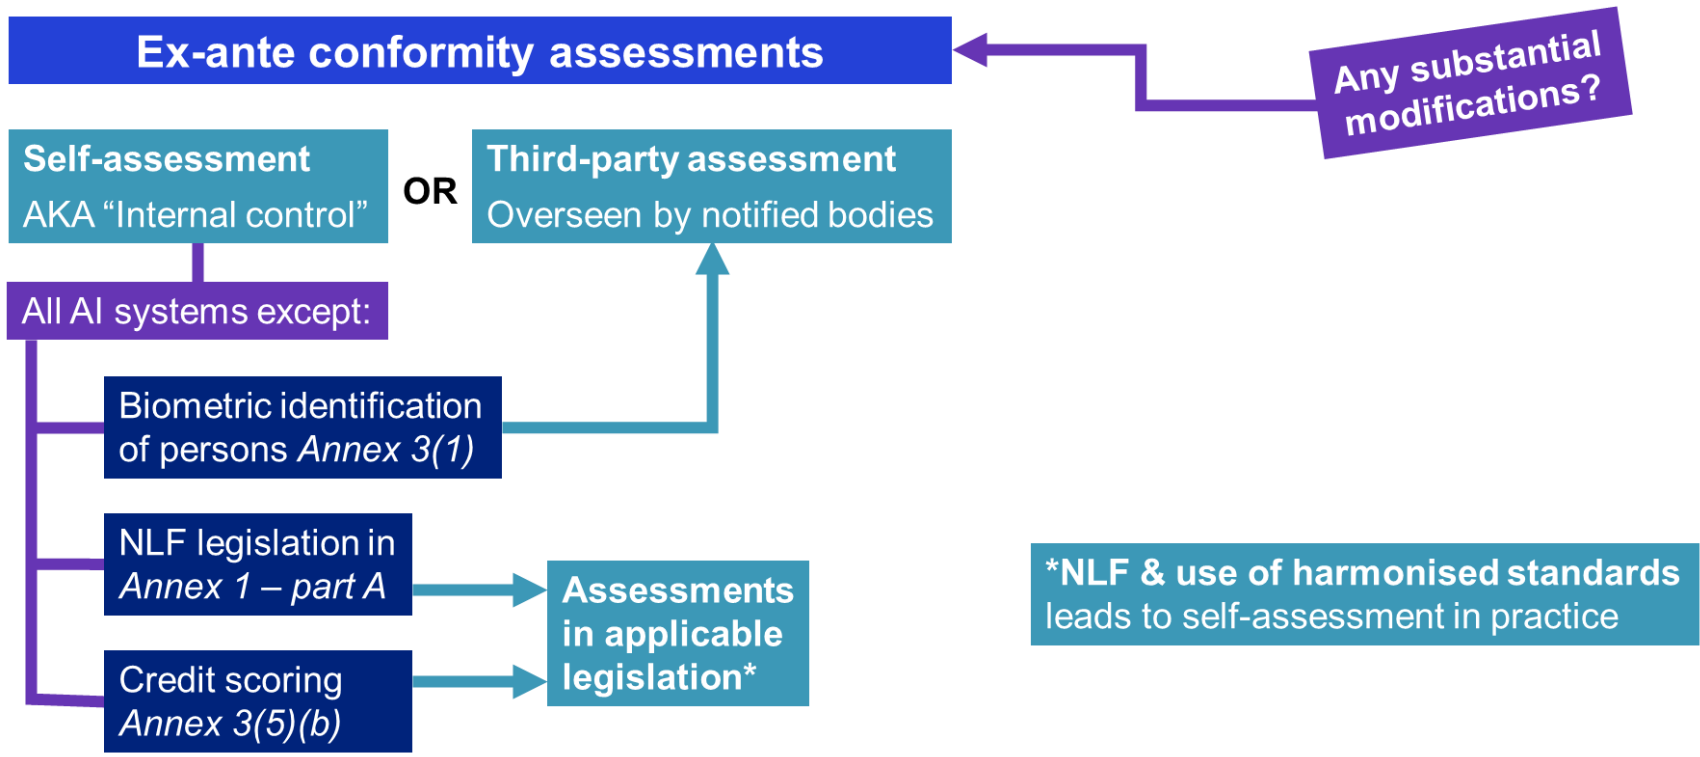 Ex-ante conformity assessments
Any substantial
modifications?
Self-assessment
AKA “Internal control”
OR
Third-party assessment
Overseen by notified bodies
All AI systems except:
Biometric identification
of persons Annex 3(1)
NLF legislation in
Annex 1 – part A
Credit scoring
Annex 3(5)(b)
Assessments
in applicable
legislation*
*NLF & use of harmonised standards
leads to self-assessment in practice